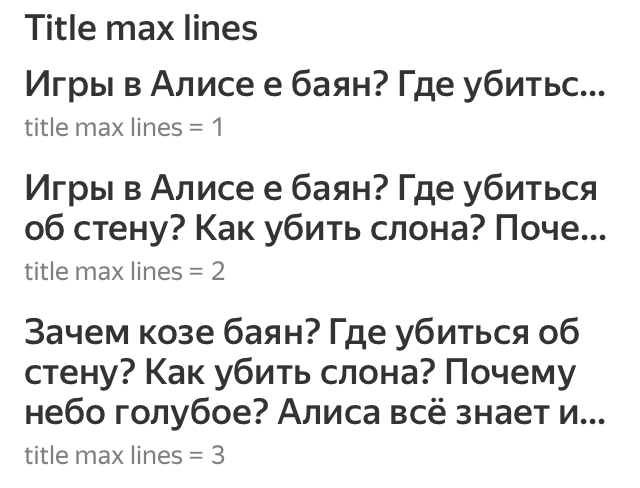 Title max lines
Игры в Алисе е баян? Где убитьс...
title max lines = 1
Игры в Алисе е баян? Где убиться
об стену? Как убить слона? Поче...
title max lines = 2
Зачем козе баян? Где убиться об
стену? Как убить слона? Почему
небо голубое? Алиса всё знает и...
title max lines = 3